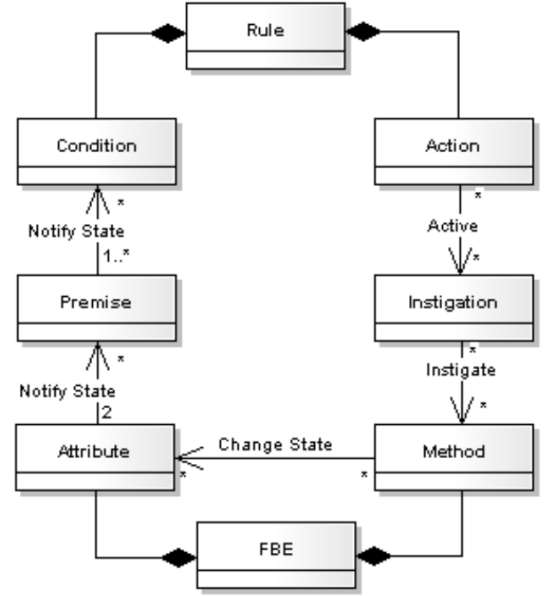 Rule
Condition
Action
*
*
Notify State
Active
1..*
*
Premise
Instigation
*
*
Notify State
Instigate
2
*
Attribute
Change State
Method
*
*
FBE